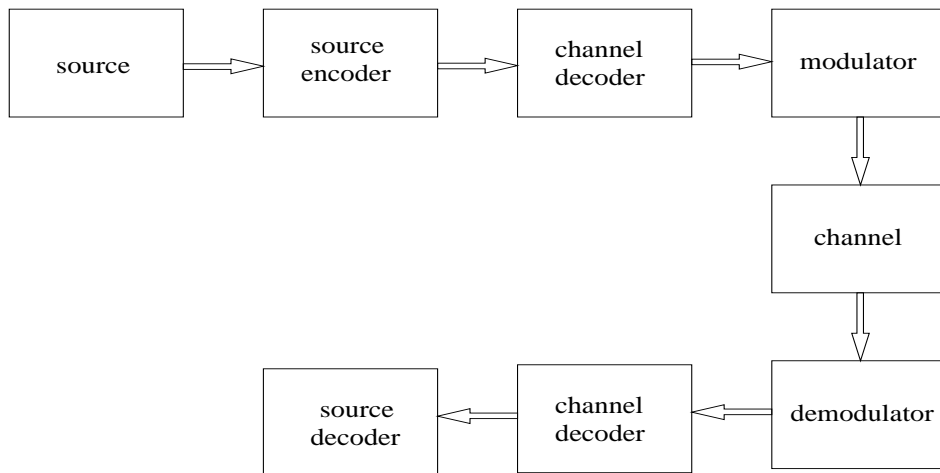 source
source
encoder
channel
decoder
modulator
channel
demodulator
channel
decoder
source
decoder